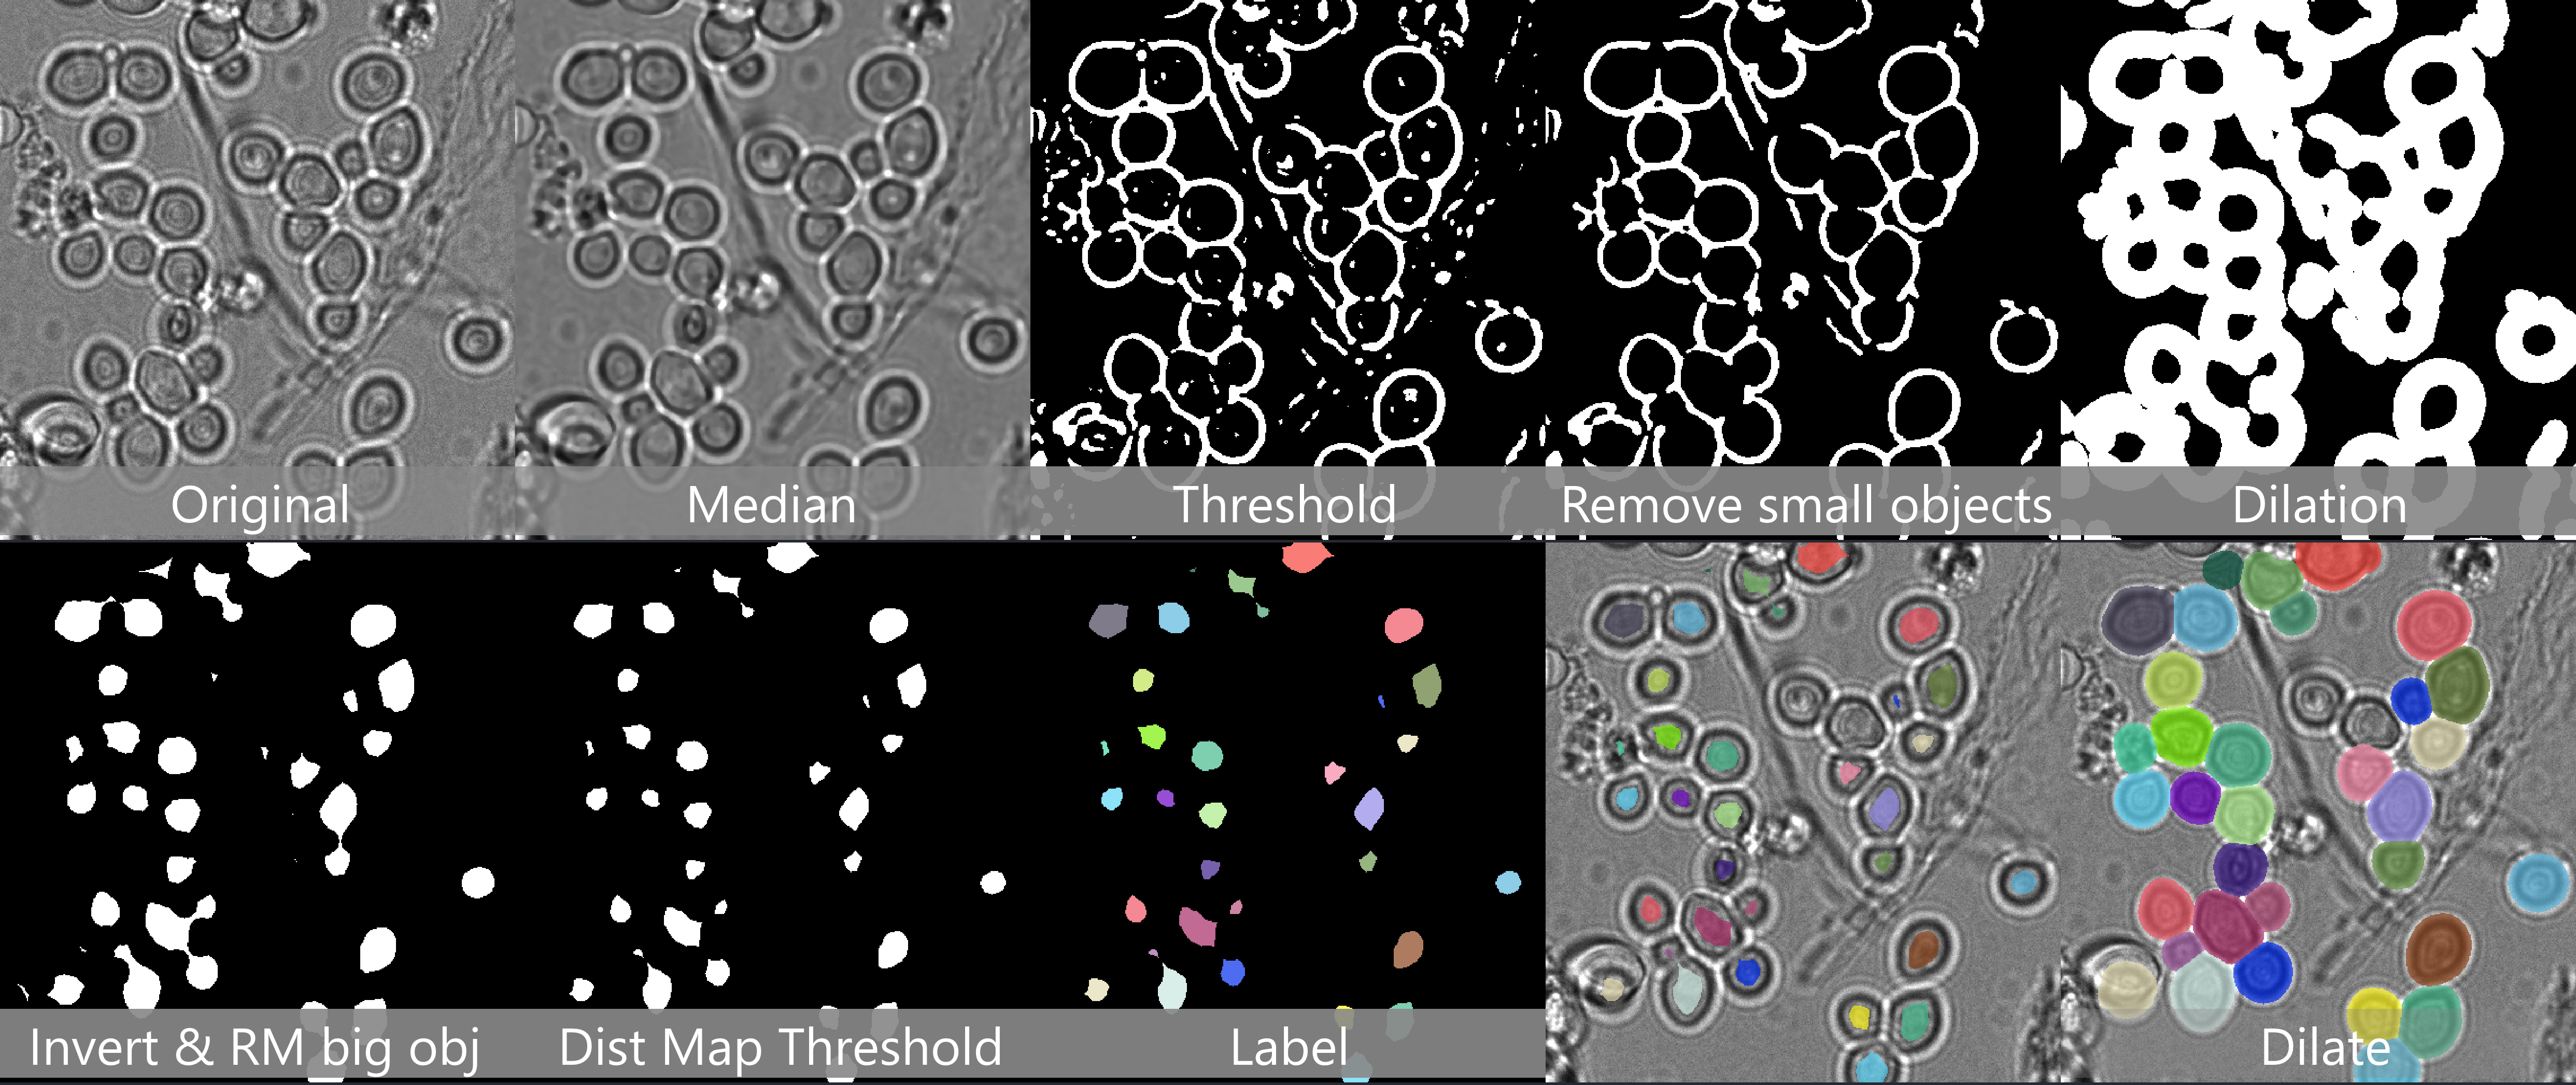 Original
Median
Threshold
Remove small objects
Dilation
Invert & RM big obj
Dist Map Threshold
Label
Dilate